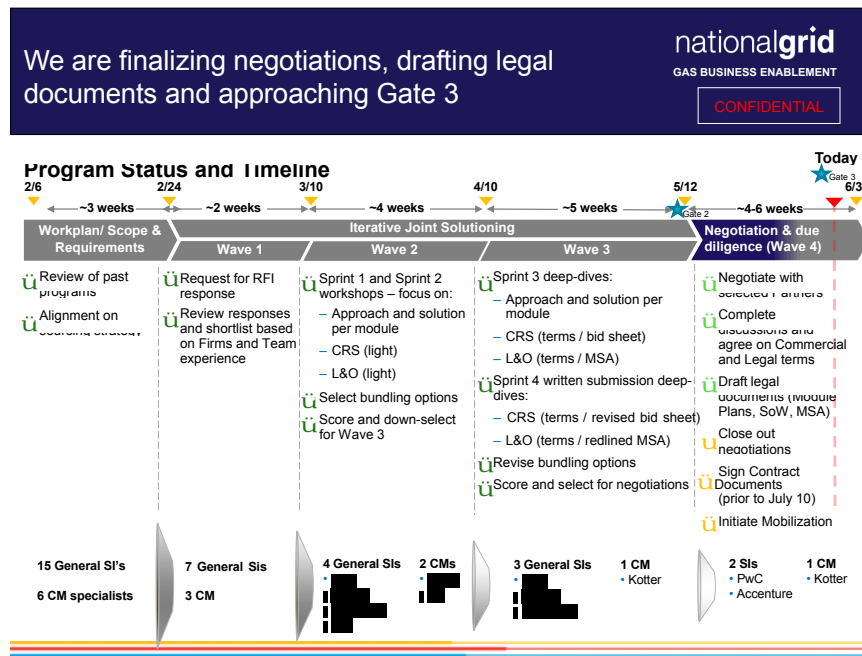 We are finalizing negotiations, drafting legal
documents and approaching Gate 3
nationalgrid
GAS BUSINESS ENABLEMENT
CONFIDENTIAL
Program Status and Timeline
Today
Gate 3
2/6
2/24
3/10
4/10
5/12
6/3
~3 weeks
~2 weeks
~4 weeks
~5 weeks
Gate 2
~4-6 weeks
Workplan/ Scope &
Requirements
Iterative Joint Solutioning
Wave 1
Wave 2
Wave 3
Negotiation & due
diligence (Wave 4)
ü Review of past
programs
ü Alignment on
sourcing strategy
ü Request for RFI
response
ü Review responses
and shortlist based
on Firms and Team
experience
ü Sprint 1 and Sprint 2
workshops – focus on:
– Approach and solution
per module
– CRS (light)
– L&O (light)
ü Select bundling options
ü Score and down-select
for Wave 3
ü Sprint 3 deep-dives:
– Approach and solution per
module
– CRS (terms / bid sheet)
– L&O (terms / MSA)
ü Sprint 4 written submission deep-
dives:
– CRS (terms / revised bid sheet)
– L&O (terms / redlined MSA)
ü Revise bundling options
ü Score and select for negotiations
ü Negotiate with
selected Partners
ü Complete
discussions and
agree on Commercial
and Legal terms
ü Draft legal
documents (Module
Plans, SoW, MSA)
ü Close out
negotiations
ü Sign Contract
Documents
(prior to July 10)
ü Initiate Mobilization
15 General SI's
6 CM specialists
7 General Sis
3 CM
4 General SIs
•
2 CMs
•
3 General SIs
•
1 CM
• Kotter
2 SIs
• PwC
• Accenture
1 CM
• Kotter